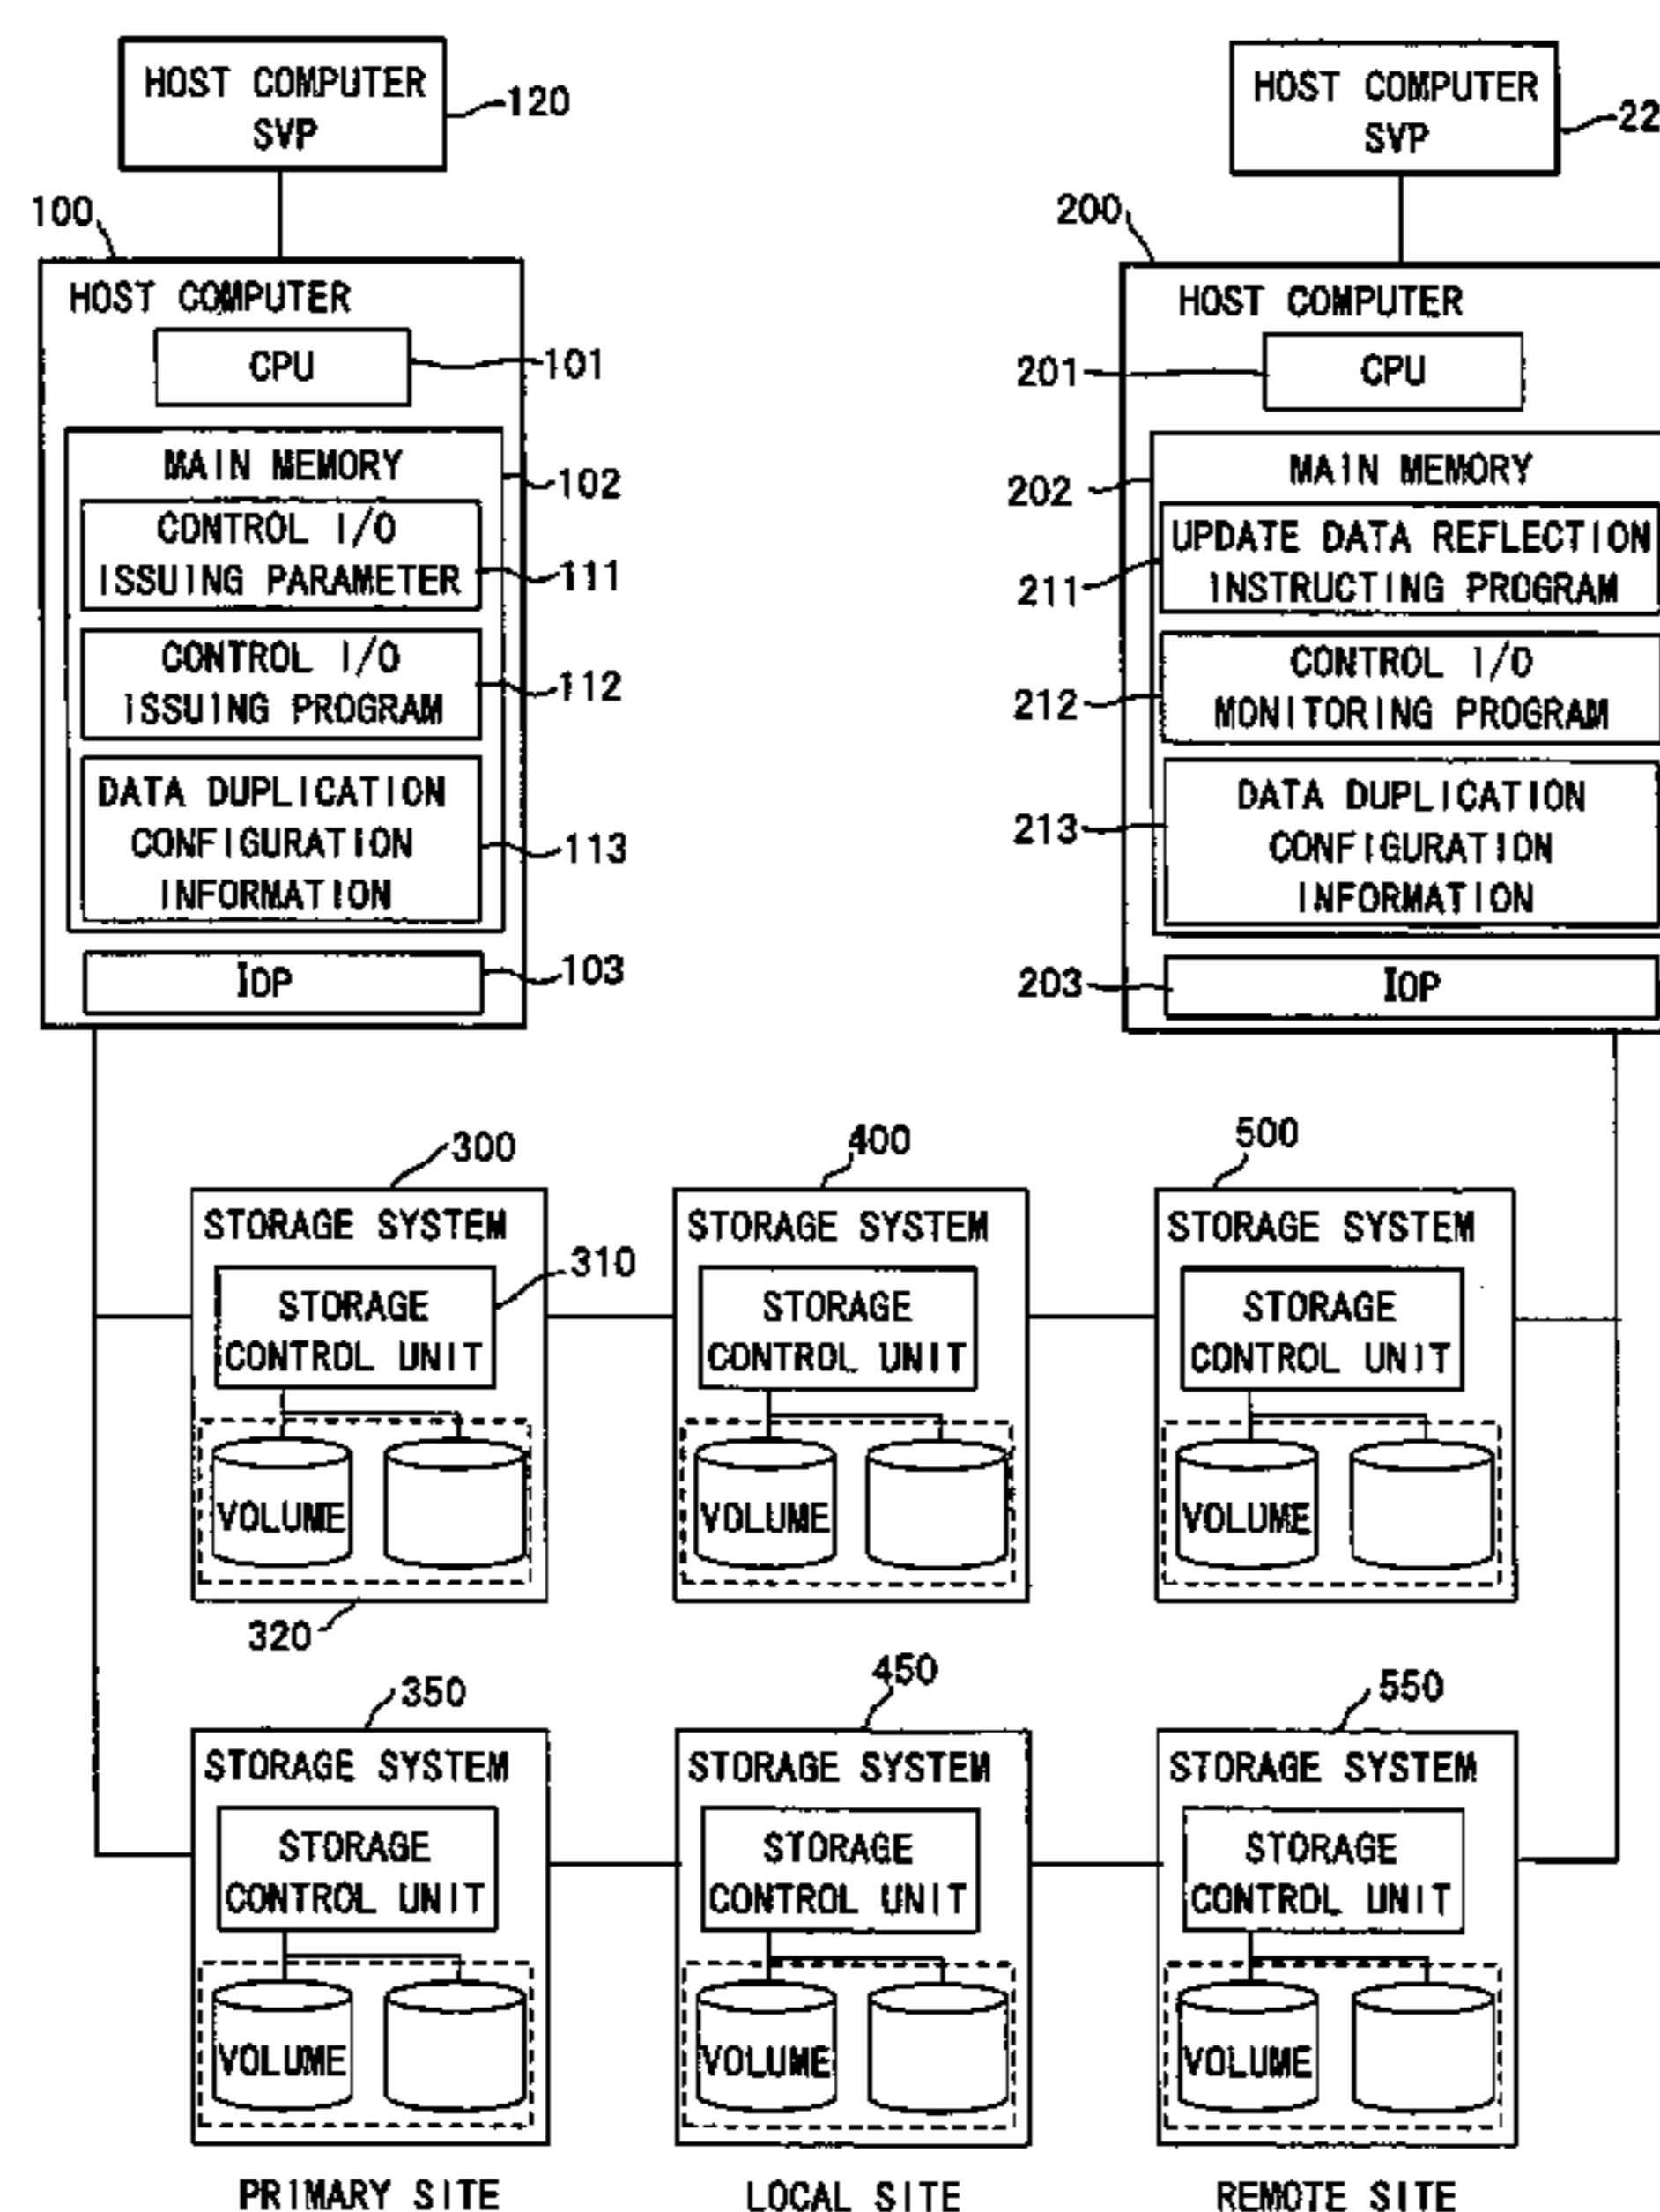 HOST COMPUTER
SVP
120
HOST COMPUTER
SVP
22
100
200
HOST COMPUTER
CPU
101
MAIN MEMORY
102
CONTROL I/O
ISSUING PARAMETER
111
CONTROL I/O
ISSUING PROGRAM
112
DATA DUPLICATION
CONFIGURATION
INFORMATION
113
IOP
103
HOST COMPUTER
CPU
201
MAIN MEMORY
202
UPDATE DATA REFLECTION
INSTRUCTING PROGRAM
211
CONTROL I/O
MONITORING PROGRAM
212
DATA DUPLICATION
CONFIGURATION
INFORMATION
213
IOP
203
300
STORAGE SYSTEM
310
STORAGE
CONTROL UNIT
VOLUME
320
400
STORAGE SYSTEM
STORAGE
CONTROL UNIT
VOLUME
500
STORAGE SYSTEM
STORAGE
CONTROL UNIT
VOLUME
350
STORAGE SYSTEM
STORAGE
CONTROL UNIT
VOLUME
450
STORAGE SYSTEM
STORAGE
CONTROL UNIT
VOLUME
550
STORAGE SYSTEM
STORAGE
CONTROL UNIT
VOLUME
PRIMARY SITE
LOCAL SITE
REMOTE SITE